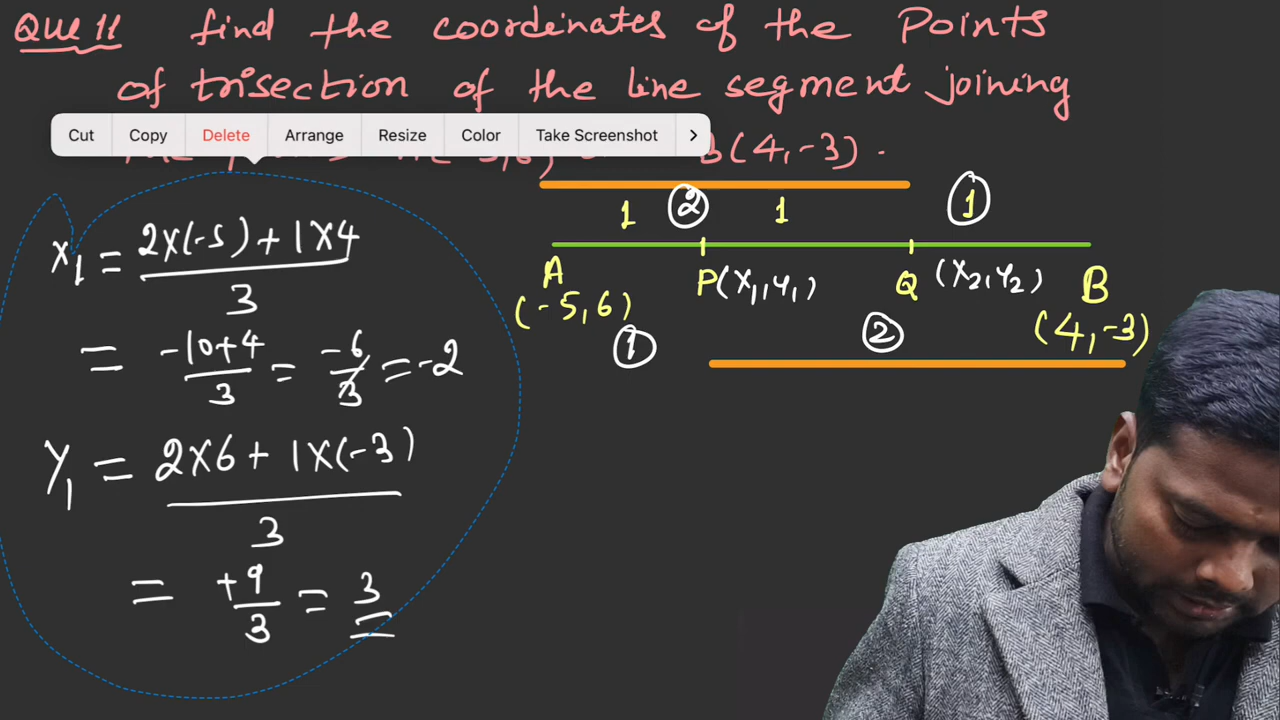 Que 11 find the coordinates of the Points
of trisection of the line segment joining
Cut Copy Delete Arrange Resize Color Take Screenshot >
B(4,-3) .
1 ② 1 ①
A P(x₁,y₁) Q (x₂,y₂) B
(-5,6) (4,-3)
① ②
x₁ = 2×(-5)+1×4
3
= -10+4/3 = -6/3 = -2
y₁ = 2×6+1×(-3)
3
= +9/3 = 3